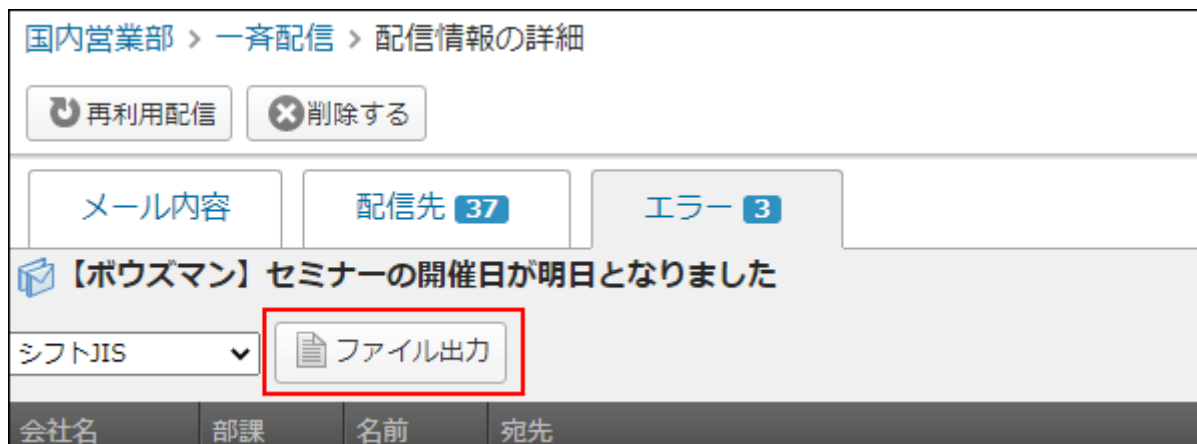 国内営業部 > 一斉配信 > 配信情報の詳細
再利用配信 削除する
メール内容 配信先 37 エラー 3
【ボウズマン】セミナーの開催日が明日となりました
シフトJIS ファイル出力
会社名 部課 名前 宛先